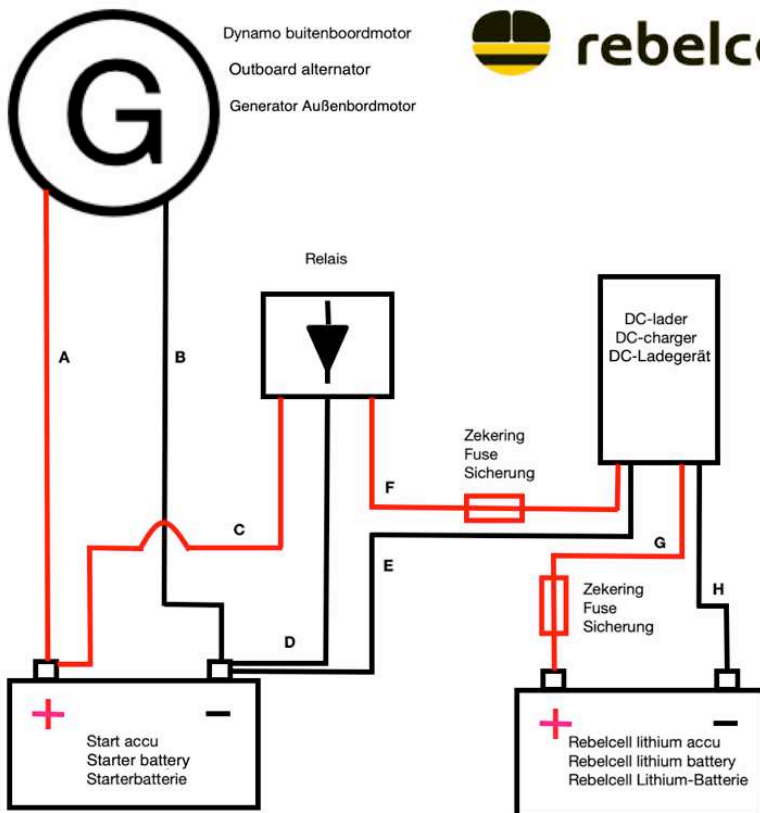 Dynamo buitenboordmotor
Outboard alternator
Generator Außenbordmotor
rebelce
G
Relais
DC-lader
DC-charger
DC-Ladegerät
A
B
Zekering
Fuse
Sicherung
F
C
G
E
H
Zekering
Fuse
Sicherung
D
+
−
Start accu
Starter battery
Starterbatterie
+
−
Rebelcell lithium accu
Rebelcell lithium battery
Rebelcell Lithium-Batterie